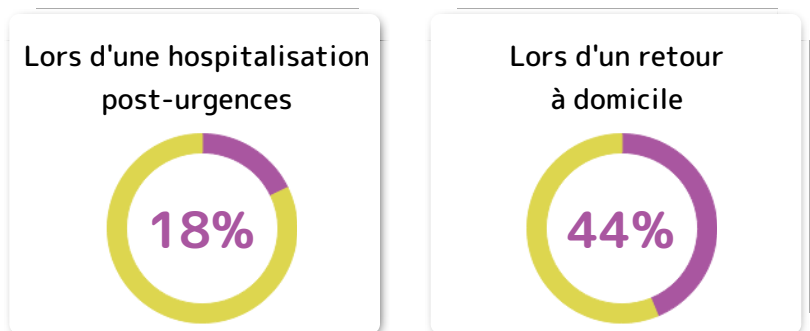 Lors d'une hospitalisation
post-urgences
18%
Lors d'un retour
à domicile
44%